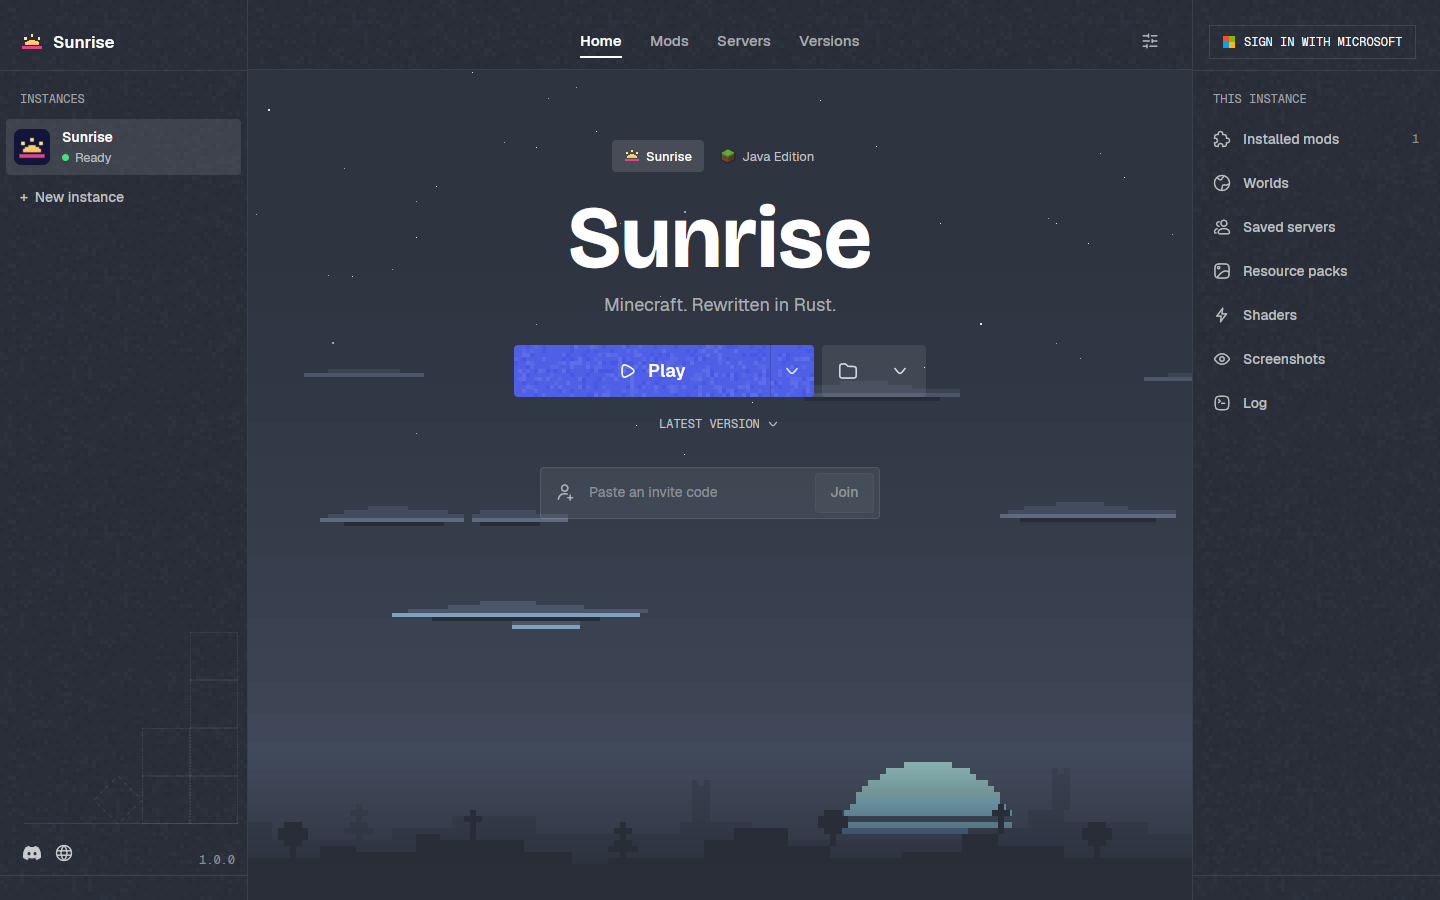 Sunrise
Home
Mods
Servers
Versions
SIGN IN WITH MICROSOFT
INSTANCES
Sunrise
Ready
+ New instance
Sunrise
Java Edition
Sunrise
Minecraft. Rewritten in Rust.
Play
LATEST VERSION
Paste an invite code
Join
THIS INSTANCE
Installed mods 1
Worlds
Saved servers
Resource packs
Shaders
Screenshots
Log
1.0.0